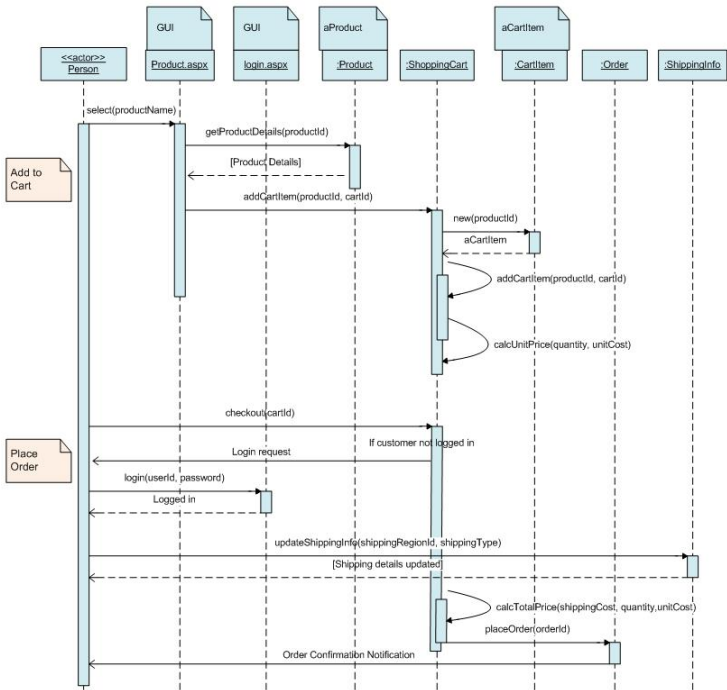 GUI
GUI
aProduct
aCartItem
<<actor>>
Person
Product.aspx
login.aspx
:Product
:ShoppingCart
:CartItem
:Order
:ShippingInfo
select(productName)
getProductDetails(productId)
[Product Details]
Add to
Cart
addCartItem(productId, cartId)
new(productId)
aCartItem
addCartItem(productId, cartId)
calcUnitPrice(quantity, unitCost)
checkout(cartId)
If customer not logged in
Place
Order
Login request
login(userId, password)
Logged in
updateShippingInfo(shippingRegionId, shippingType)
[Shipping details updated]
calcTotalPrice(shippingCost, quantity,unitCost)
placeOrder(orderId)
Order Confirmation Notification